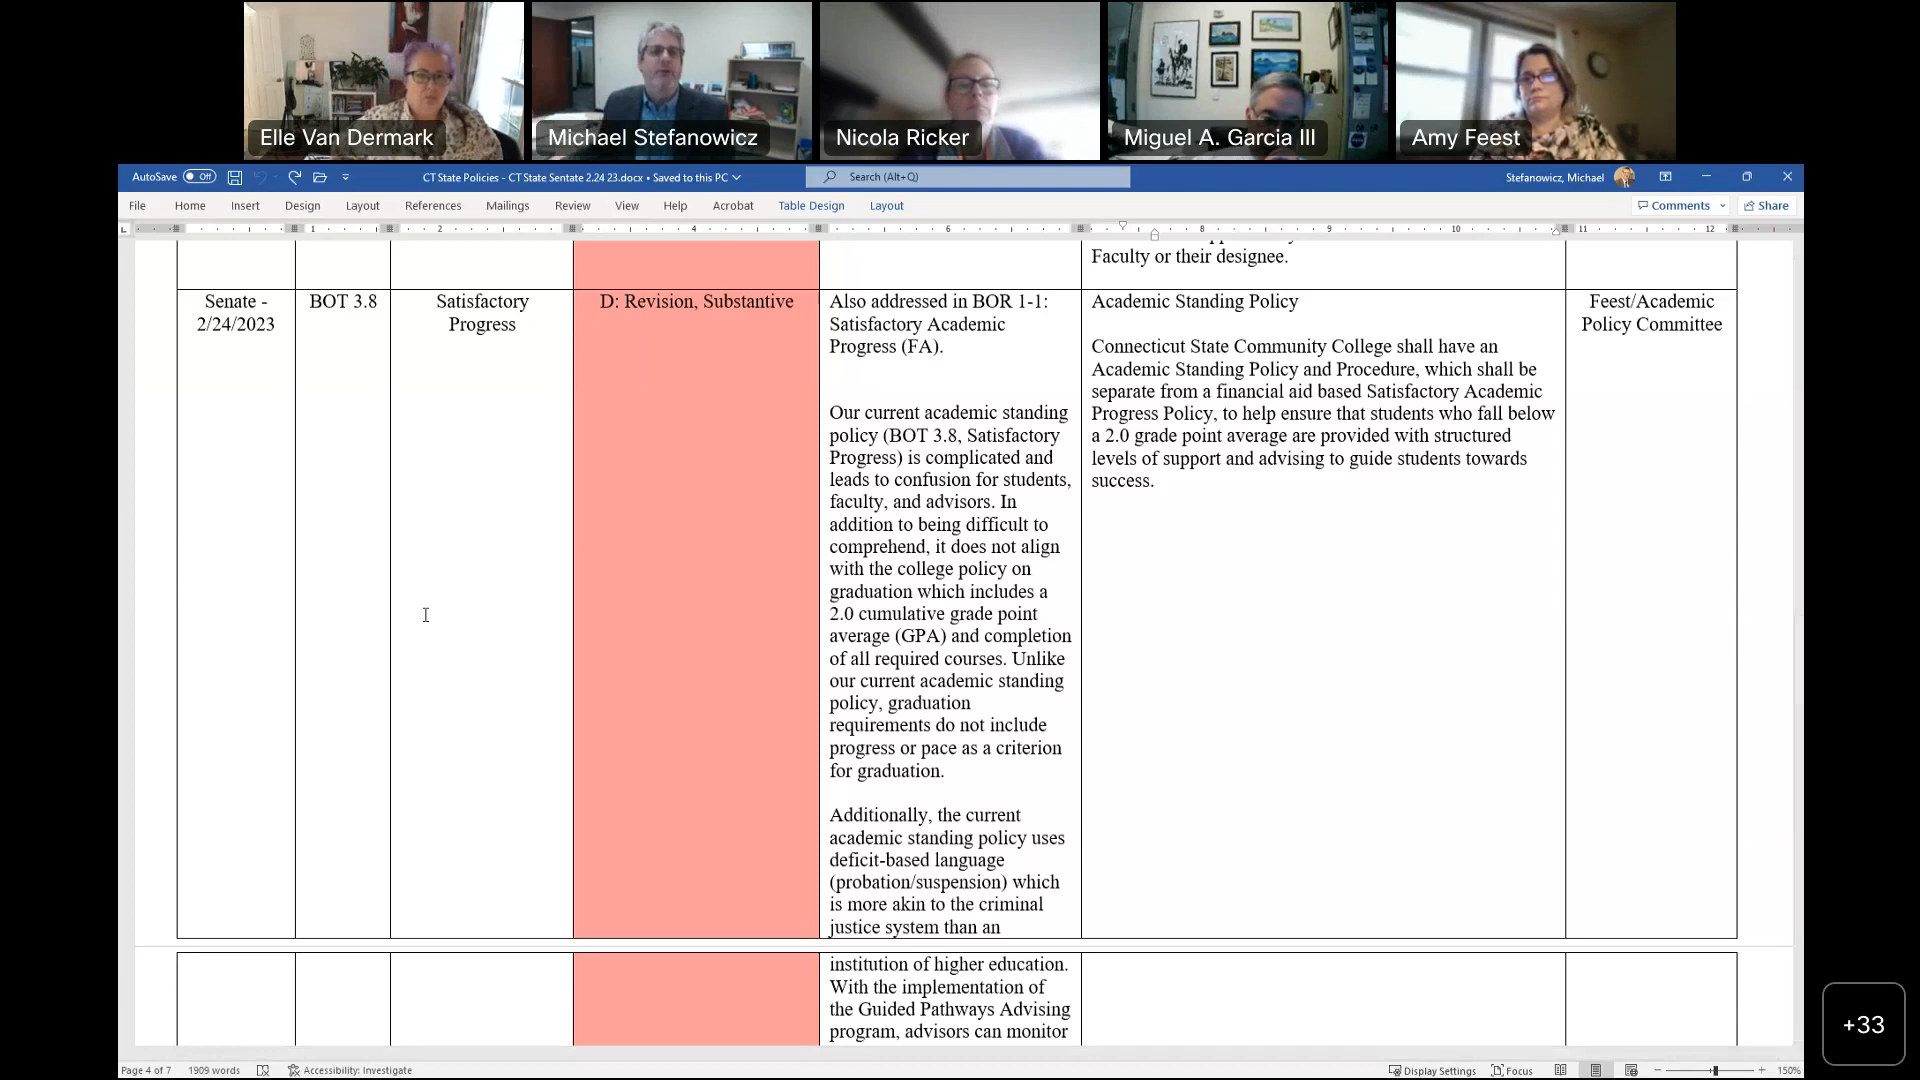 Elle Van Dermark
Michael Stefanowicz
Nicola Ricker
Miguel A. Garcia III
Amy Feest
AutoSave Off
CT State Policies - CT State Sentate 2.24 23.docx • Saved to this PC
Search (Alt+Q)
Stefanowicz, Michael
File Home Insert Design Layout References Mailings Review View Help Acrobat Table Design Layout
Comments Share
1 2 4 6 8 9 10 11 12
Faculty or their designee.
Senate -
2/24/2023
BOT 3.8
Satisfactory
Progress
D: Revision, Substantive
Also addressed in BOR 1-1:
Satisfactory Academic
Progress (FA).
Our current academic standing
policy (BOT 3.8, Satisfactory
Progress) is complicated and
leads to confusion for students,
faculty, and advisors. In
addition to being difficult to
comprehend, it does not align
with the college policy on
graduation which includes a
2.0 cumulative grade point
average (GPA) and completion
of all required courses. Unlike
our current academic standing
policy, graduation
requirements do not include
progress or pace as a criterion
for graduation.
Additionally, the current
academic standing policy uses
deficit-based language
(probation/suspension) which
is more akin to the criminal
justice system than an
institution of higher education.
With the implementation of
the Guided Pathways Advising
program, advisors can monitor
Academic Standing Policy
Connecticut State Community College shall have an
Academic Standing Policy and Procedure, which shall be
separate from a financial aid based Satisfactory Academic
Progress Policy, to help ensure that students who fall below
a 2.0 grade point average are provided with structured
levels of support and advising to guide students towards
success.
Feest/Academic
Policy Committee
+33
Page 4 of 7 1909 words Accessibility: Investigate
Display Settings Focus 150%